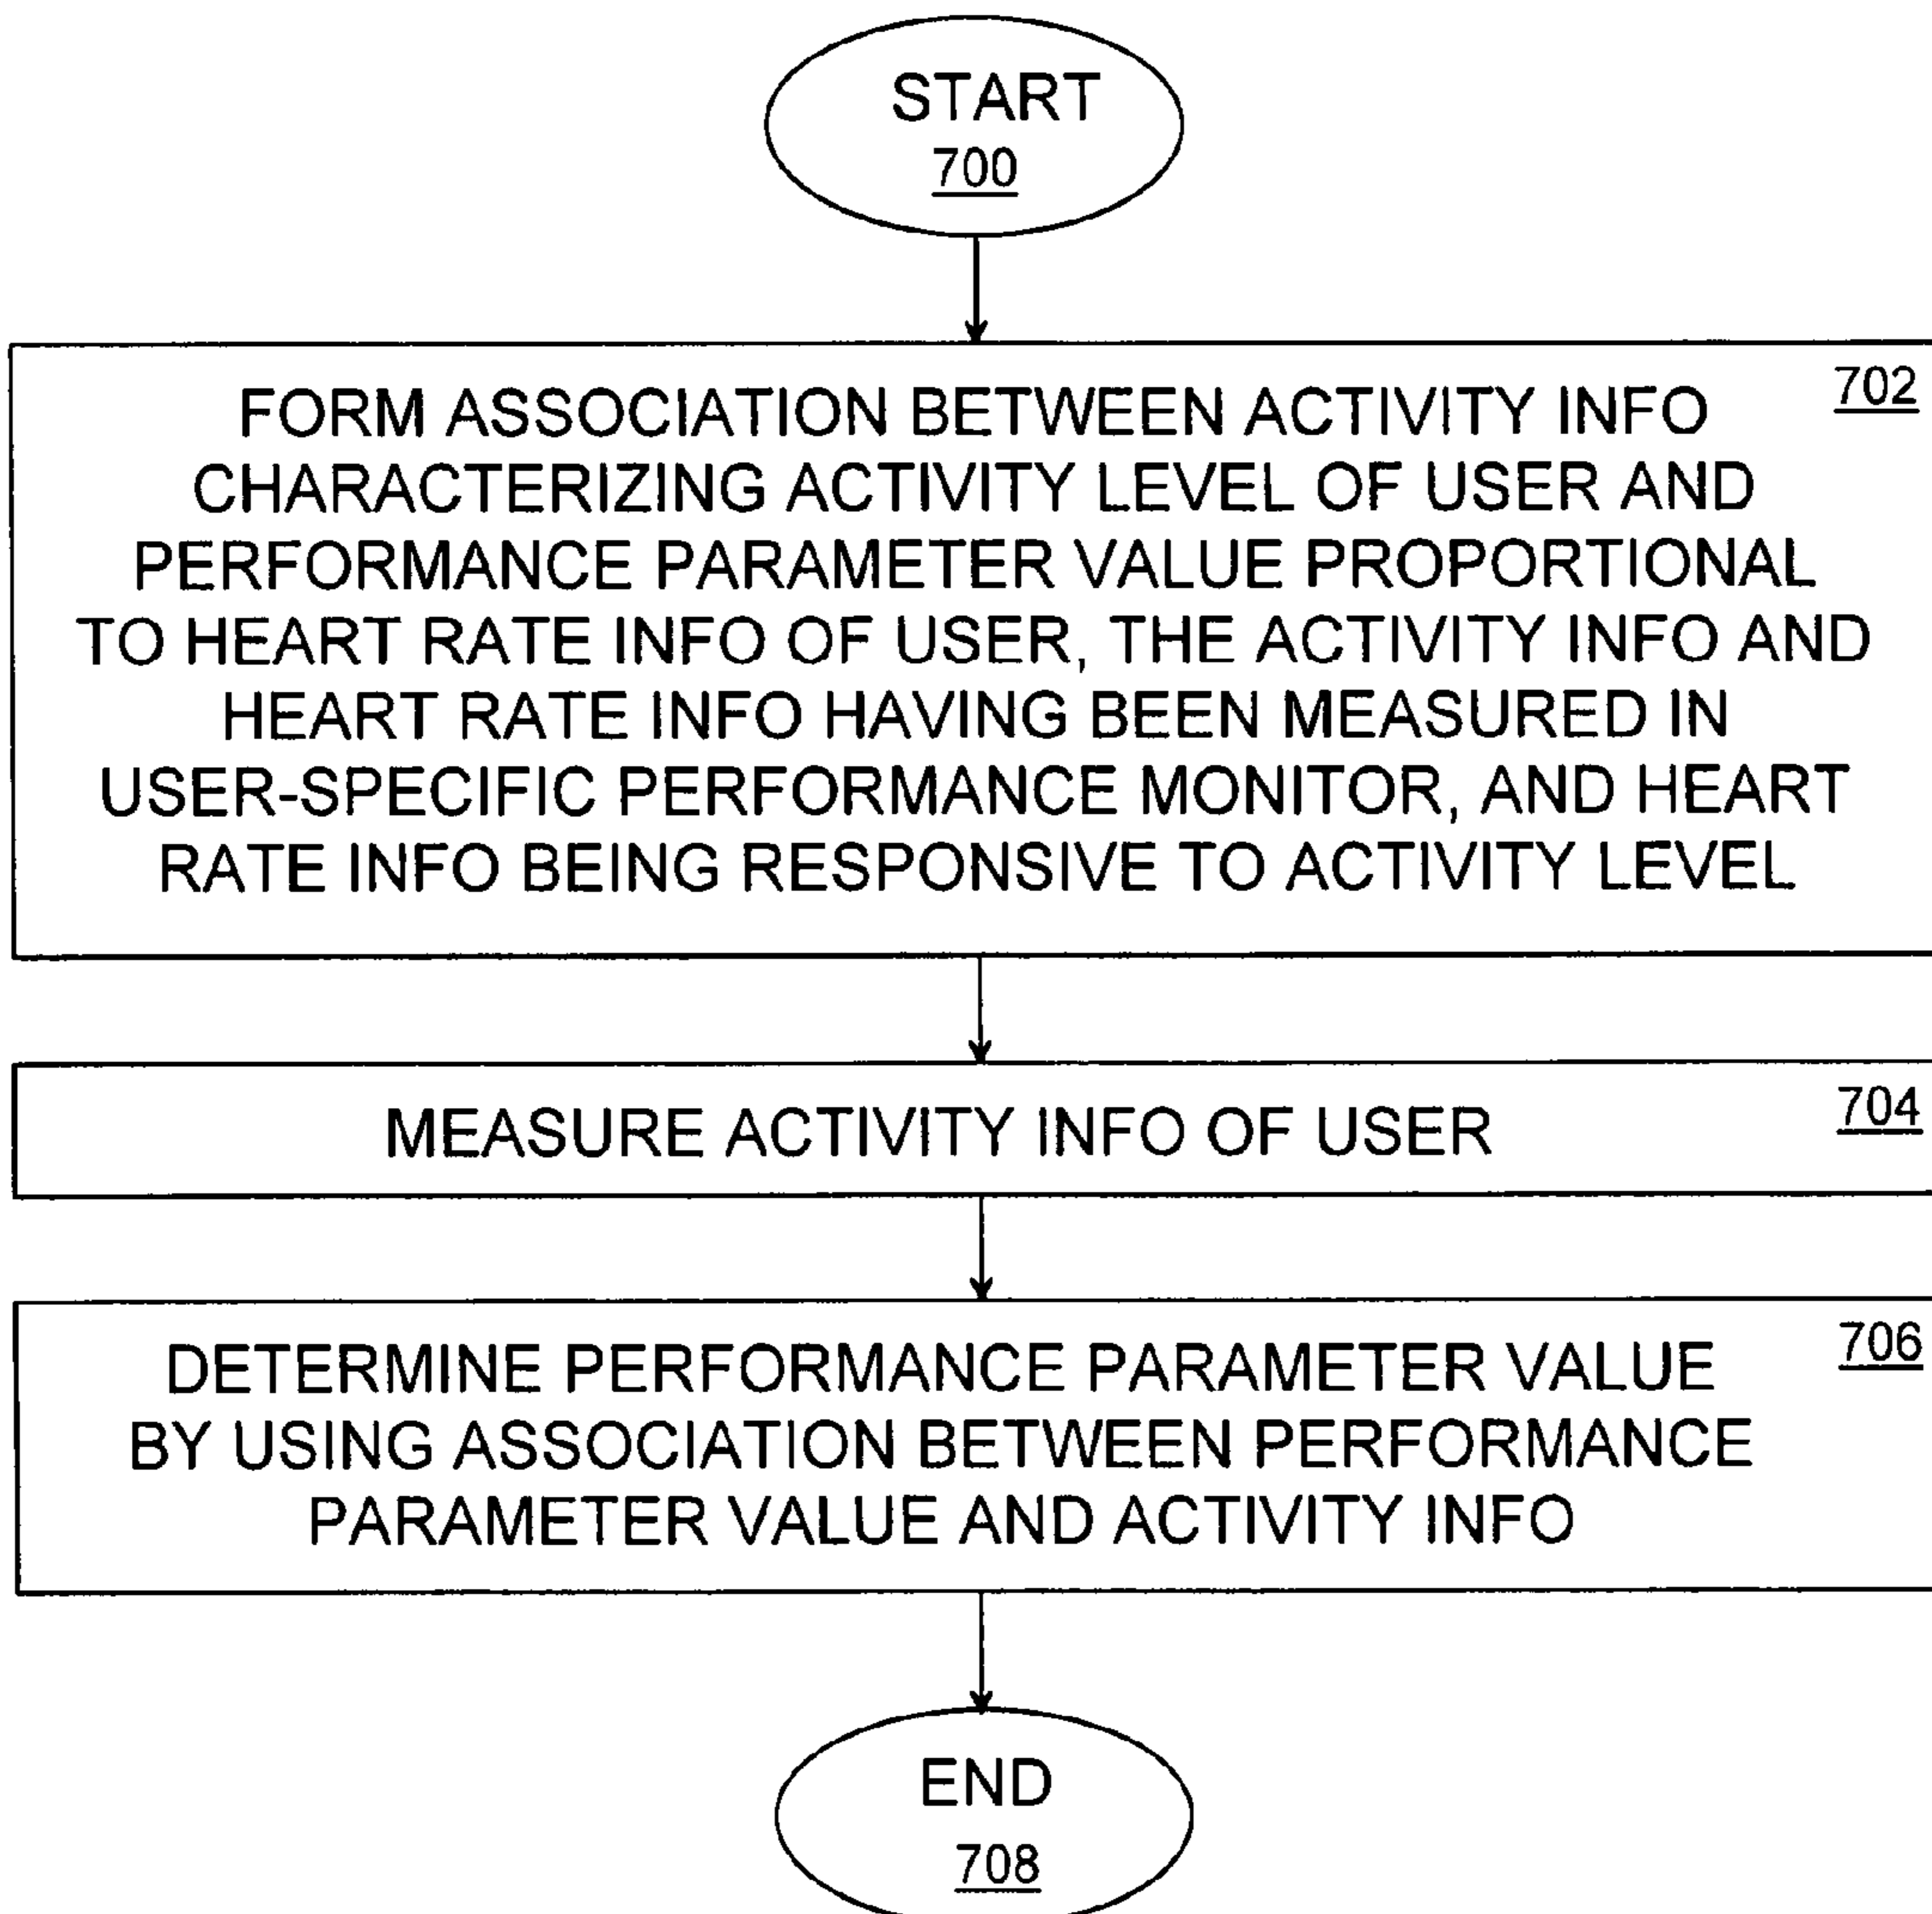 START
700
702
FORM ASSOCIATION BETWEEN ACTIVITY INFO
CHARACTERIZING ACTIVITY LEVEL OF USER AND
PERFORMANCE PARAMETER VALUE PROPORTIONAL
TO HEART RATE INFO OF USER, THE ACTIVITY INFO AND
HEART RATE INFO HAVING BEEN MEASURED IN
USER-SPECIFIC PERFORMANCE MONITOR, AND HEART
RATE INFO BEING RESPONSIVE TO ACTIVITY LEVEL
704
MEASURE ACTIVITY INFO OF USER
706
DETERMINE PERFORMANCE PARAMETER VALUE
BY USING ASSOCIATION BETWEEN PERFORMANCE
PARAMETER VALUE AND ACTIVITY INFO
END
708